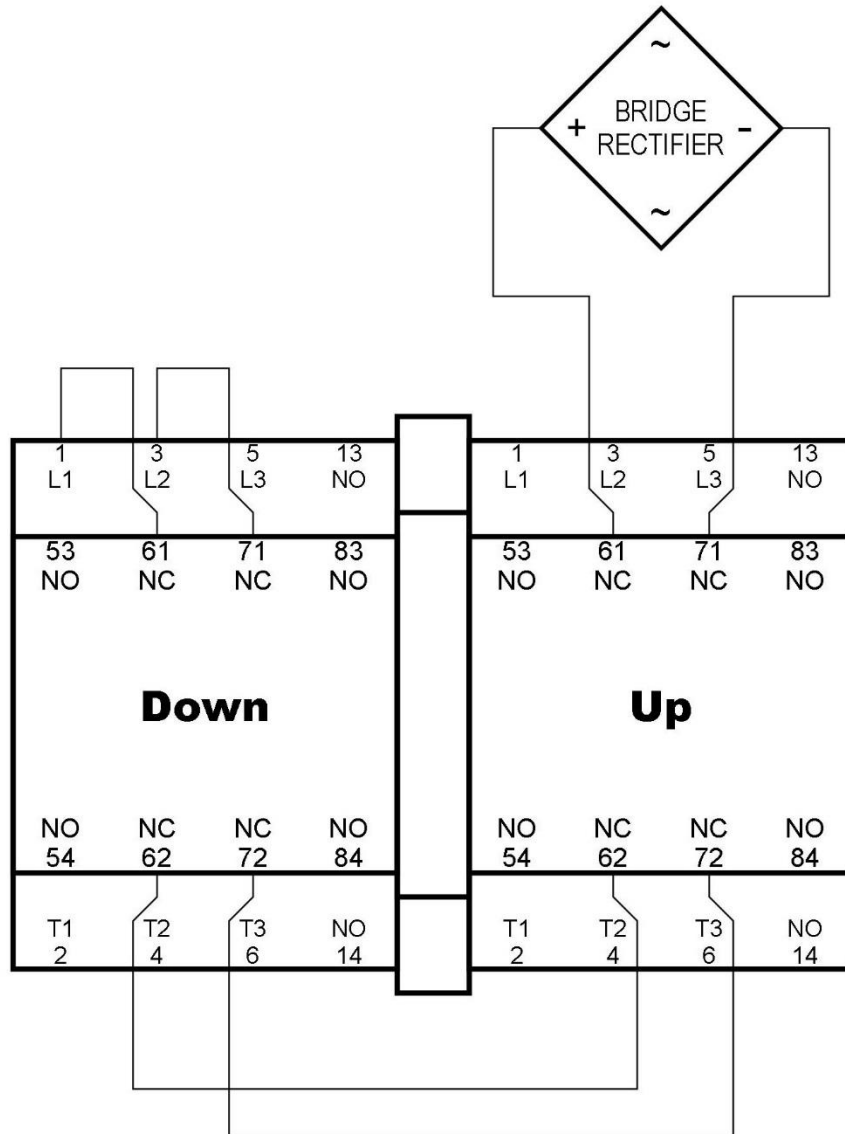 ~
BRIDGE
+ RECTIFIER -
~
1 3 5 13
L1 L2 L3 NO
53 61 71 83
NO NC NC NO
Down
NO NC NC NO
54 62 72 84
T1 T2 T3 NO
2 4 6 14
1 3 5 13
L1 L2 L3 NO
53 61 71 83
NO NC NC NO
Up
NO NC NC NO
54 62 72 84
T1 T2 T3 NO
2 4 6 14